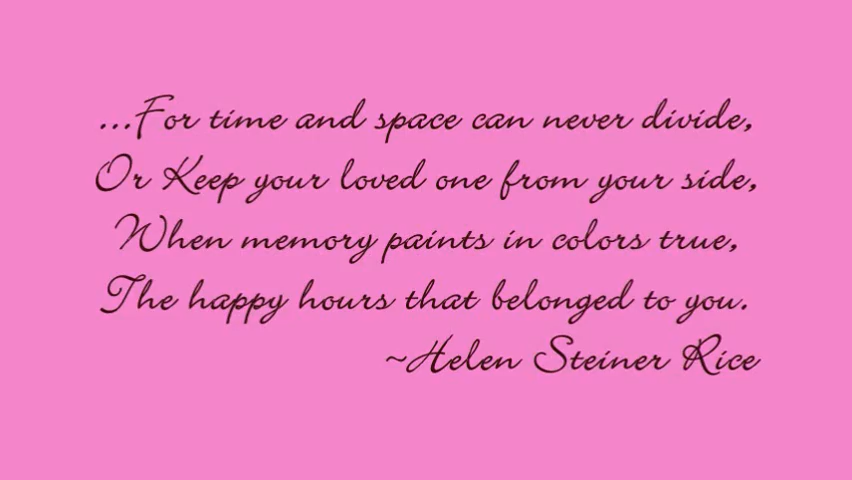 ...For time and space can never divide,
Or Keep your loved one from your side,
When memory paints in colors true,
The happy hours that belonged to you.
~Helen Steiner Rice